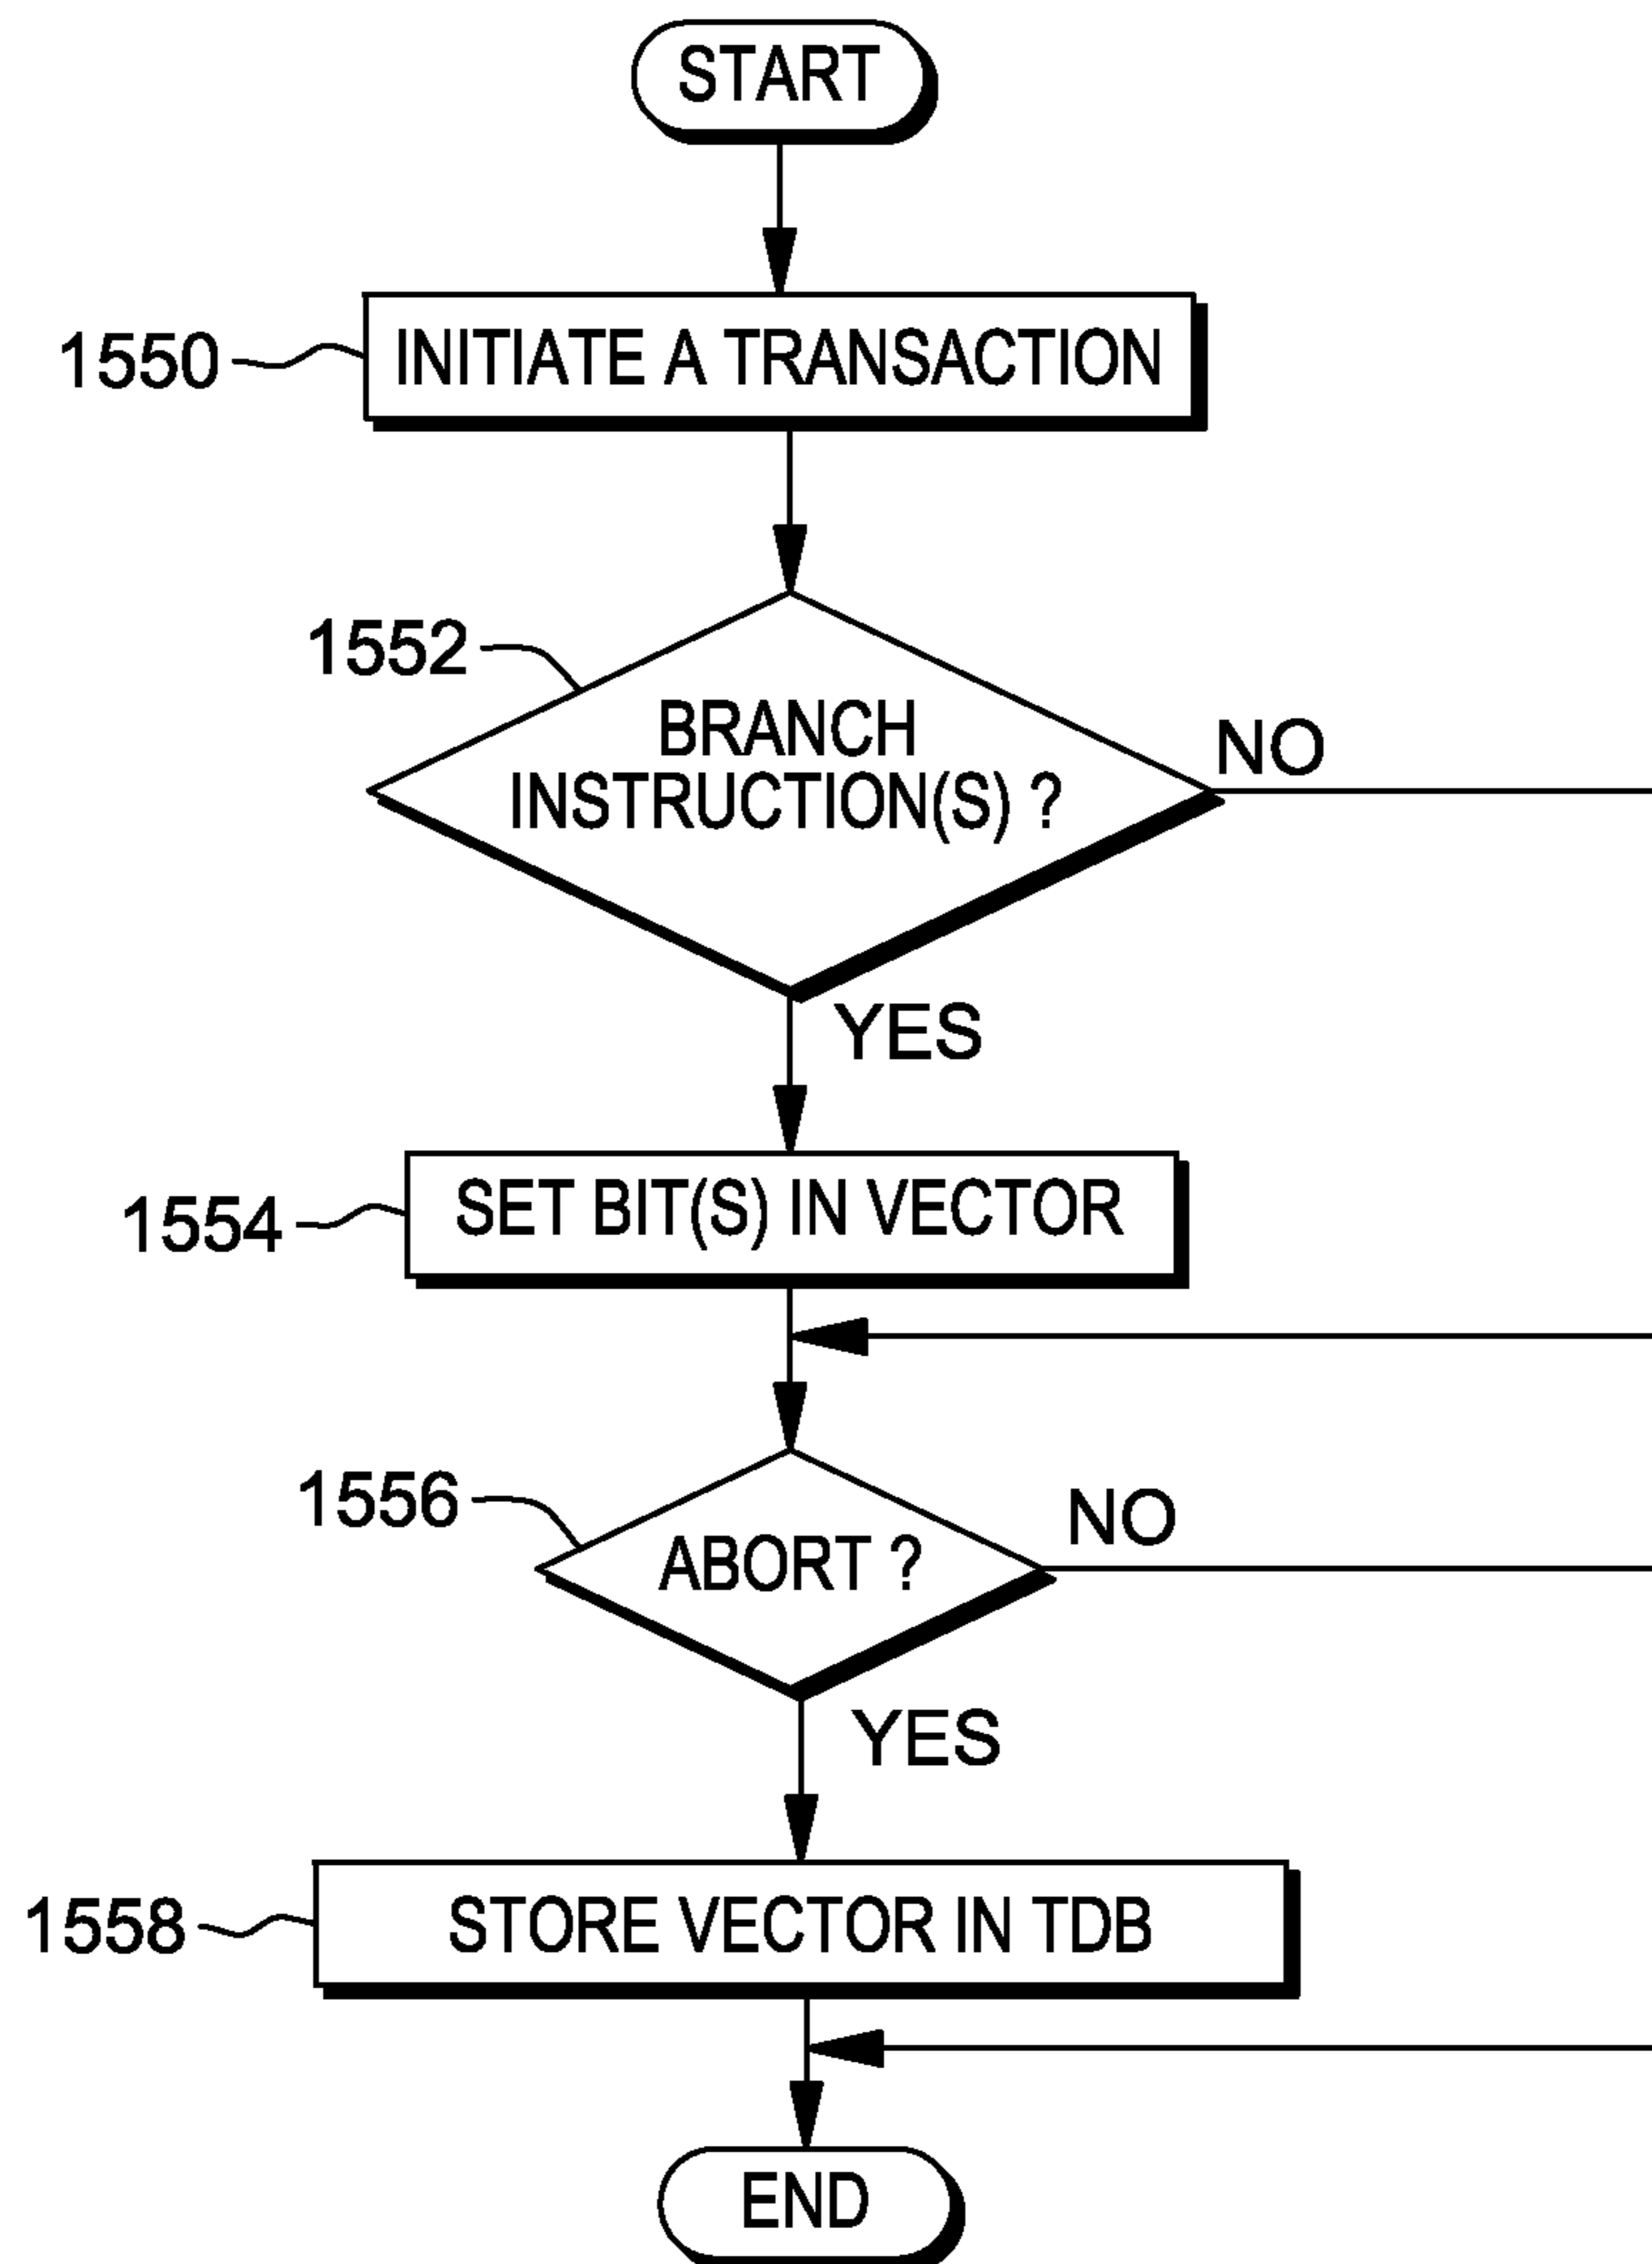 START
1550
INITIATE A TRANSACTION
1552
BRANCH
INSTRUCTION(S) ?
NO
YES
1554
SET BIT(S) IN VECTOR
1556
ABORT ?
NO
YES
1558
STORE VECTOR IN TDB
END